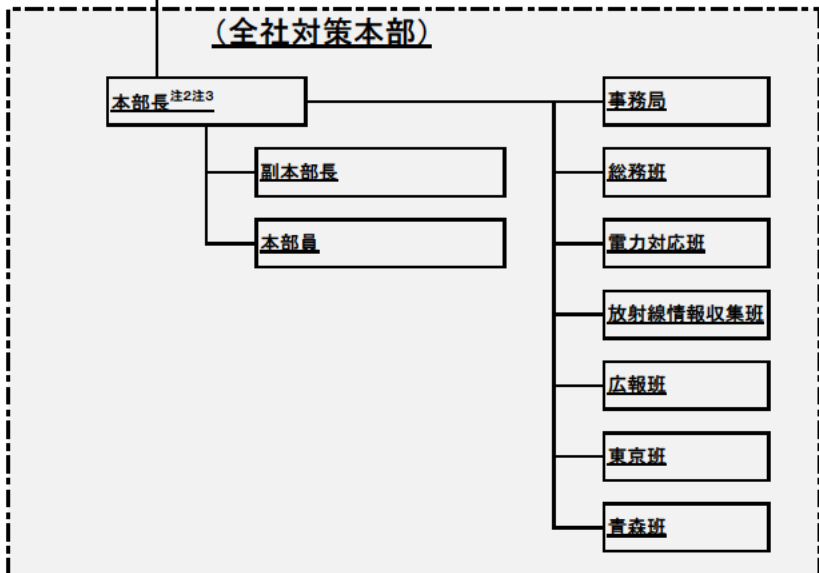 (全社対策本部)
本部長注2注3
事務局
副本部長
総務班
本部員
電力対応班
放射線情報収集班
広報班
東京班
青森班